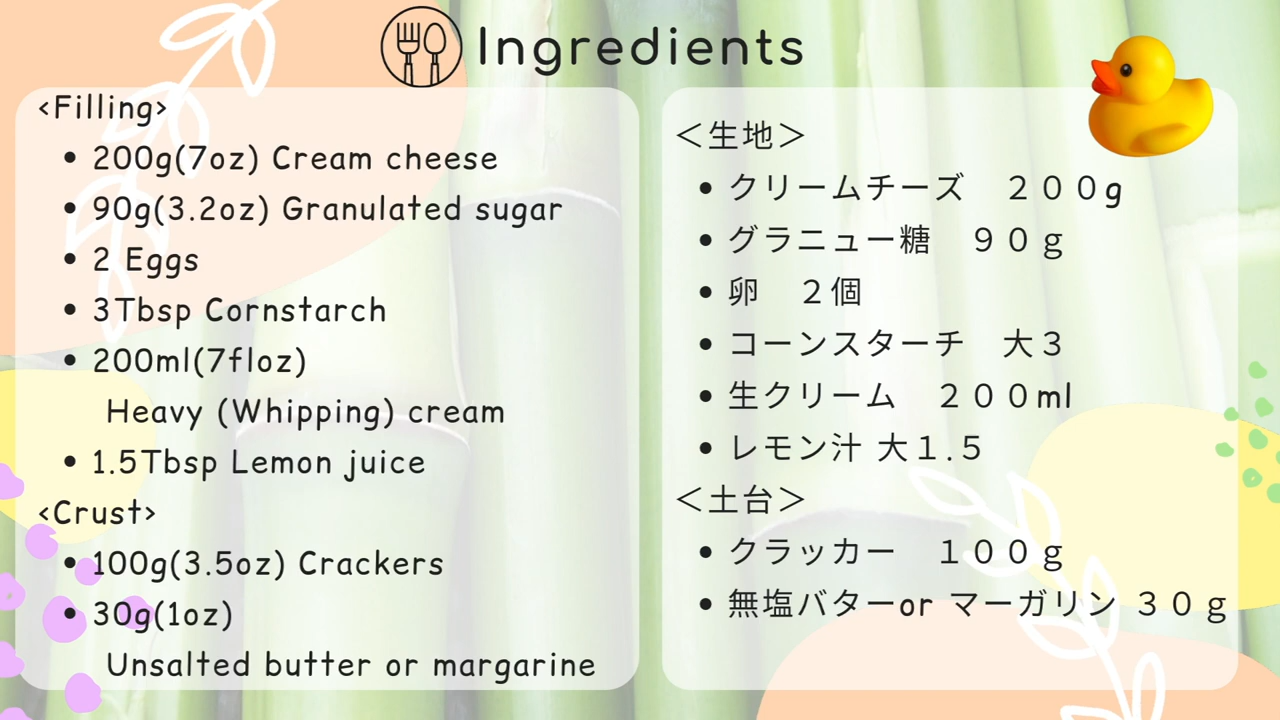 Ingredients
<Filling>
• 200g(7oz) Cream cheese
• 90g(3.2oz) Granulated sugar
• 2 Eggs
• 3Tbsp Cornstarch
• 200ml(7floz)
Heavy (Whipping) cream
• 1.5Tbsp Lemon juice
<Crust>
• 100g(3.5oz) Crackers
• 30g(1oz)
Unsalted butter or margarine
＜生地＞
• クリームチーズ　２００g
• グラニュー糖　９０ｇ
• 卵　２個
• コーンスターチ　大３
• 生クリーム　２００ml
• レモン汁 大１.５
＜土台＞
• クラッカー　１００ｇ
• 無塩バターor マーガリン ３０ｇ